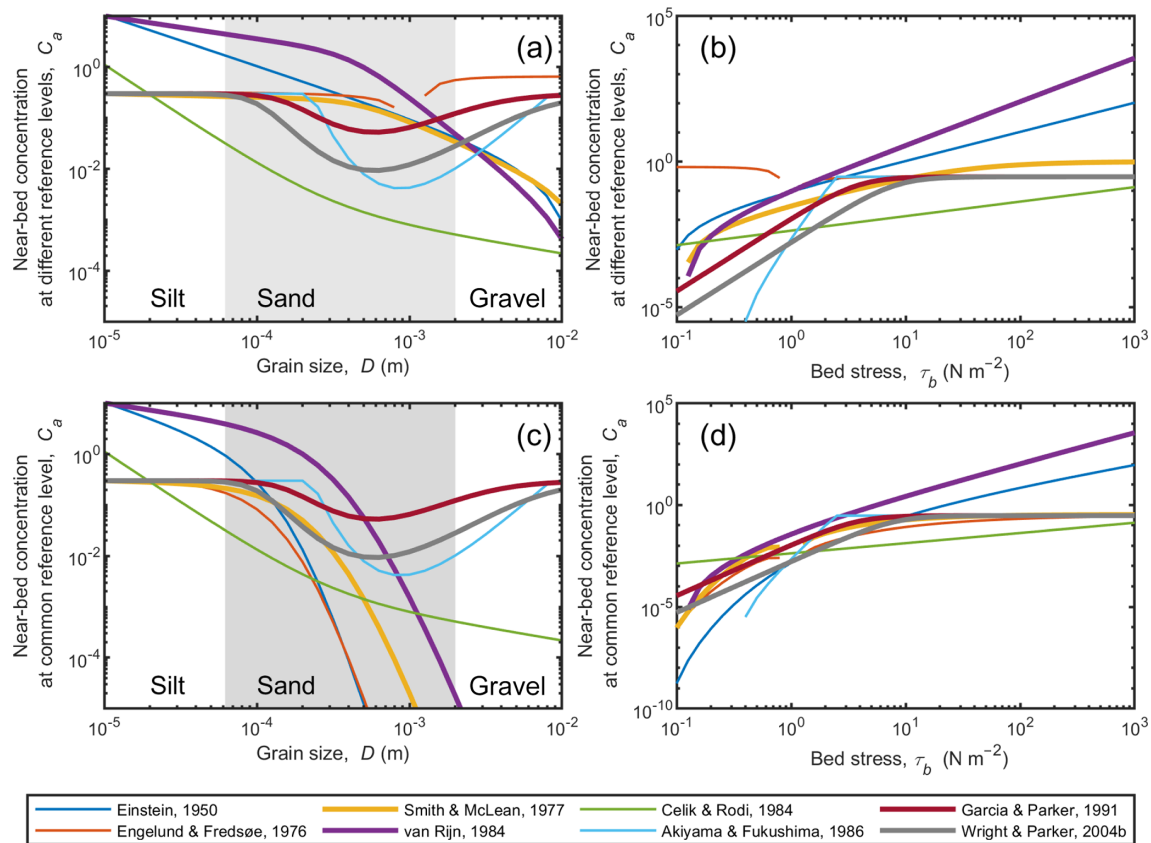 (a)
Near-bed concentration
at different reference levels, C_a
10^0
10^-2
10^-4
Silt Sand Gravel
10^-5 10^-4 10^-3 10^-2
Grain size, D (m)
(b)
Near-bed concentration
at different reference levels, C_a
10^5
10^0
10^-5
10^-1 10^0 10^1 10^2 10^3
Bed stress, τ_b (N m^-2)
(c)
Near-bed concentration
at common reference level, C_a
10^0
10^-2
10^-4
Silt Sand Gravel
10^-5 10^-4 10^-3 10^-2
Grain size, D (m)
(d)
Near-bed concentration
at common reference level, C_a
10^5
10^0
10^-5
10^-10
10^-1 10^0 10^1 10^2 10^3
Bed stress, τ_b (N m^-2)
Einstein, 1950 Smith & McLean, 1977 Celik & Rodi, 1984 Garcia & Parker, 1991
Engelund & Fredsøe, 1976 van Rijn, 1984 Akiyama & Fukushima, 1986 Wright & Parker, 2004b